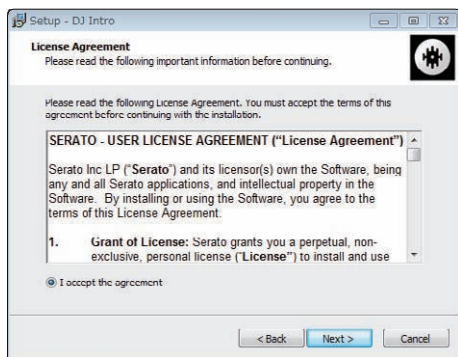 Setup - DJ Intro
License Agreement
Please read the following important information before continuing.
Please read the following License Agreement. You must accept the terms of this
agreement before continuing with the installation.
SERATO - USER LICENSE AGREEMENT ("License Agreement")
Serato Inc LP ("Serato") and its licensor(s) own the Software, being
any and all Serato applications, and intellectual property in the
Software. By installing or using the Software, you agree to the
terms of this License Agreement.
1. Grant of License: Serato grants you a perpetual, non-
exclusive, personal license ("License") to install and use
I accept the agreement
< Back Next > Cancel